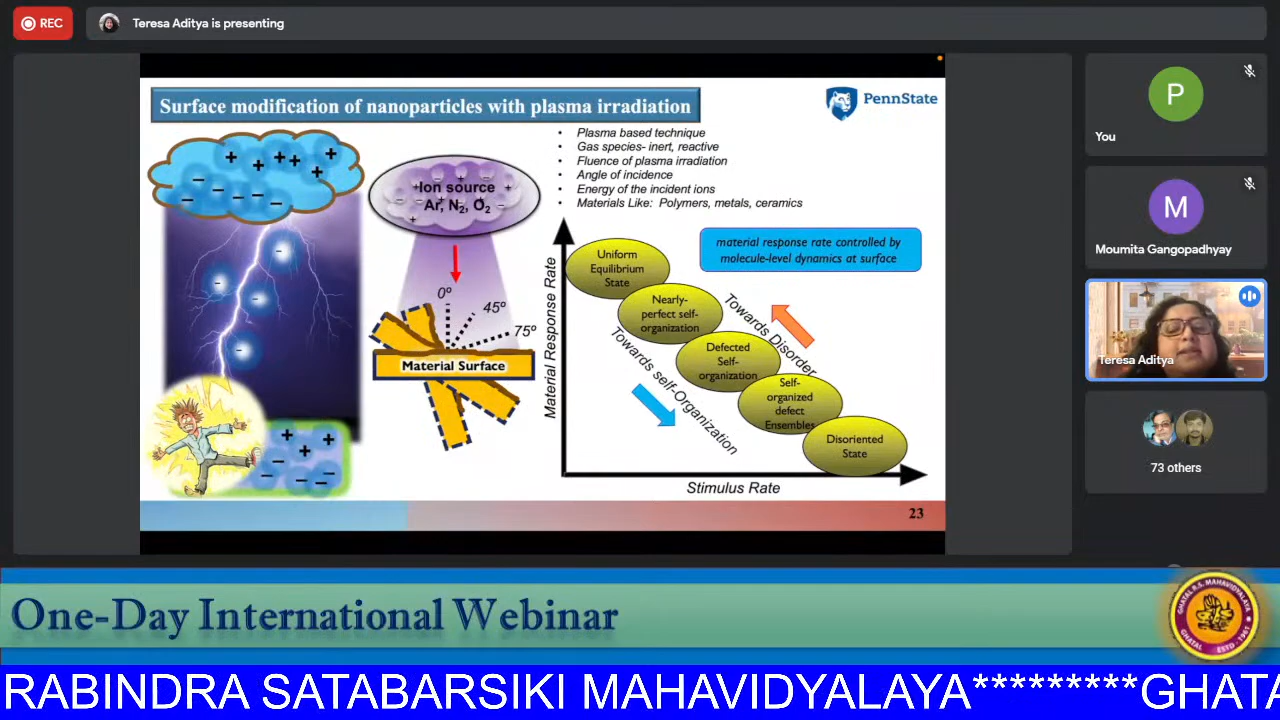 REC
Teresa Aditya is presenting
Surface modification of nanoparticles with plasma irradiation
PennState
• Plasma based technique
• Gas species- inert, reactive
• Fluence of plasma irradiation
• Angle of incidence
• Energy of the incident ions
• Materials Like: Polymers, metals, ceramics
Ion source
Ar, N₂, O₂
0º
45º
75º
Material Surface
Material Response Rate
material response rate controlled by
molecule-level dynamics at surface
Uniform
Equilibrium
State
Nearly-
perfect self-
organization
Defected
Self-
organization
Self-
organized
defect
Ensembles
Disoriented
State
Towards Disorder
Towards self-Organization
Stimulus Rate
23
P
You
M
Moumita Gangopadhyay
Teresa Aditya
73 others
One-Day International Webinar
GHATAL R.S. MAHAVIDYALAYA
GHATAL
ESTD - 1961
RABINDRA SATABARSIKI MAHAVIDYALAYA*********GHATA